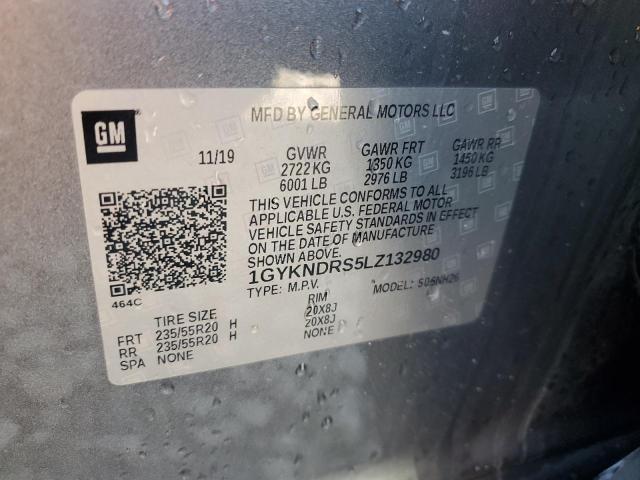 GM
MFD BY GENERAL MOTORS LLC
11/19 GVWR GAWR FRT GAWR RR
2722 KG 1350 KG 1450 KG
6001 LB 2976 LB 3196 LB
THIS VEHICLE CONFORMS TO ALL
APPLICABLE U.S. FEDERAL MOTOR
VEHICLE SAFETY STANDARDS IN EFFECT
ON THE DATE OF MANUFACTURE.
1GYKNDRS5LZ132980
TYPE: M.P.V. MODEL:
464C
TIRE SIZE RIM
FRT 235/55R20 H 20X8J
RR 235/55R20 H 20X8J
SPA NONE NONE